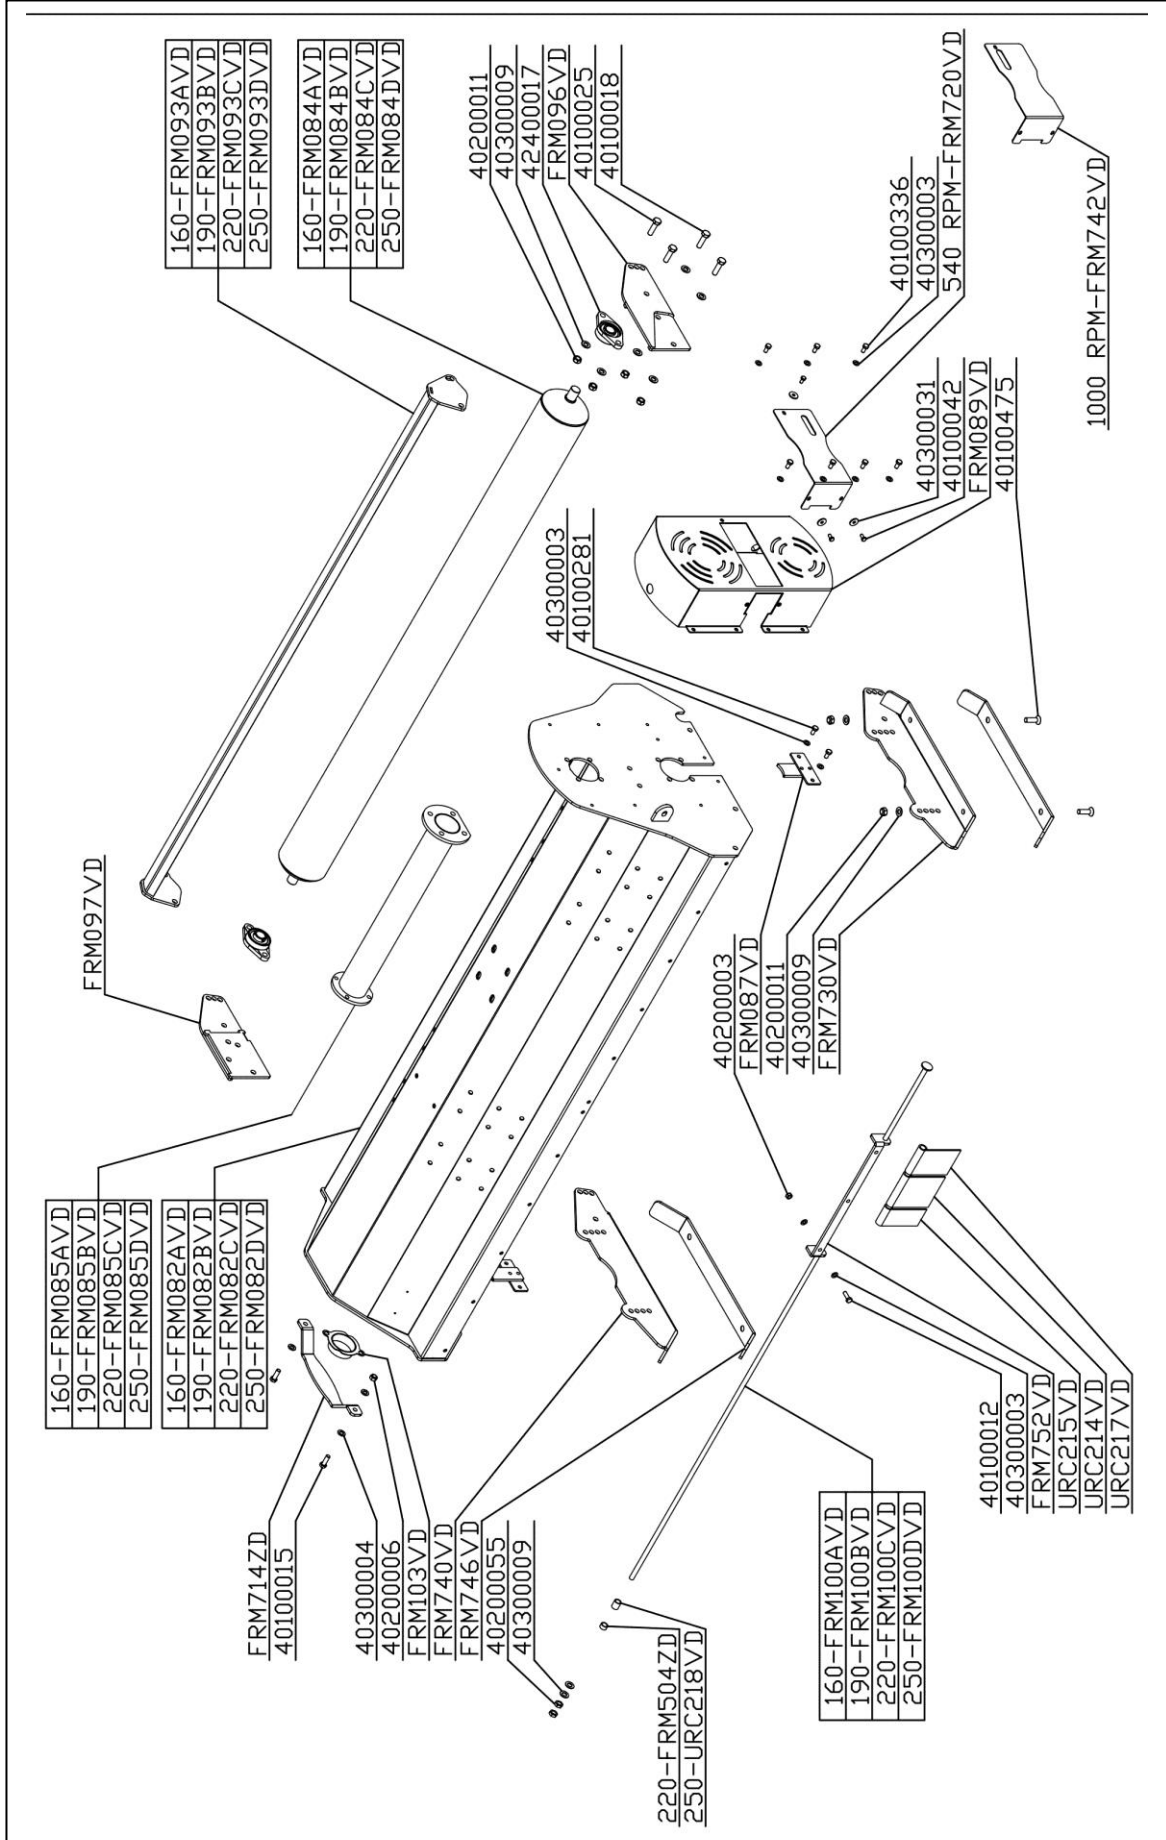 160-FRM093AVD
190-FRM093BVD
220-FRM093CVD
250-FRM093DVD
160-FRM084AVD
190-FRM084BVD
220-FRM084CVD
250-FRM084DVD
40200011
40300009
42400017
FRM096VD
40100025
40100018
40100336
40300003
540 RPM-FRM720VD
1000 RPM-FRM742VD
40300031
40100042
FRM089VD
40100475
40300003
40100281
FRM097VD
40200003
FRM087VD
40200011
40300009
FRM730VD
160-FRM085AVD
190-FRM085BVD
220-FRM085CVD
250-FRM085DVD
160-FRM082AVD
190-FRM082BVD
220-FRM082CVD
250-FRM082DVD
FRM714ZD
40100015
40300004
40200006
FRM103VD
FRM740VD
FRM746VD
40200055
40300009
220-FRM504ZD
250-URC218VD
160-FRM100AVD
190-FRM100BVD
220-FRM100CVD
250-FRM100DVD
40100012
40300003
FRM752VD
URC215VD
URC214VD
URC217VD